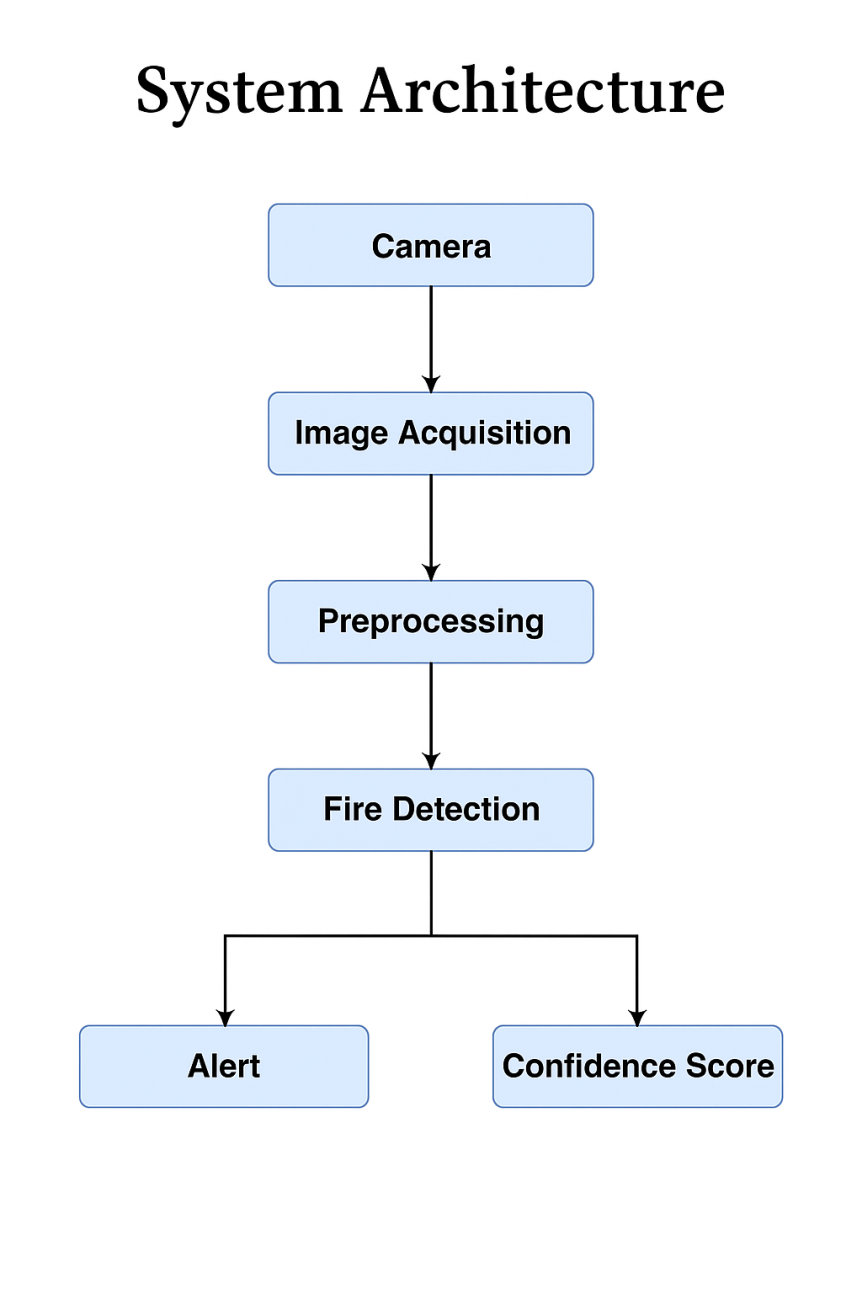 System Architecture
Camera
Image Acquisition
Preprocessing
Fire Detection
Alert
Confidence Score